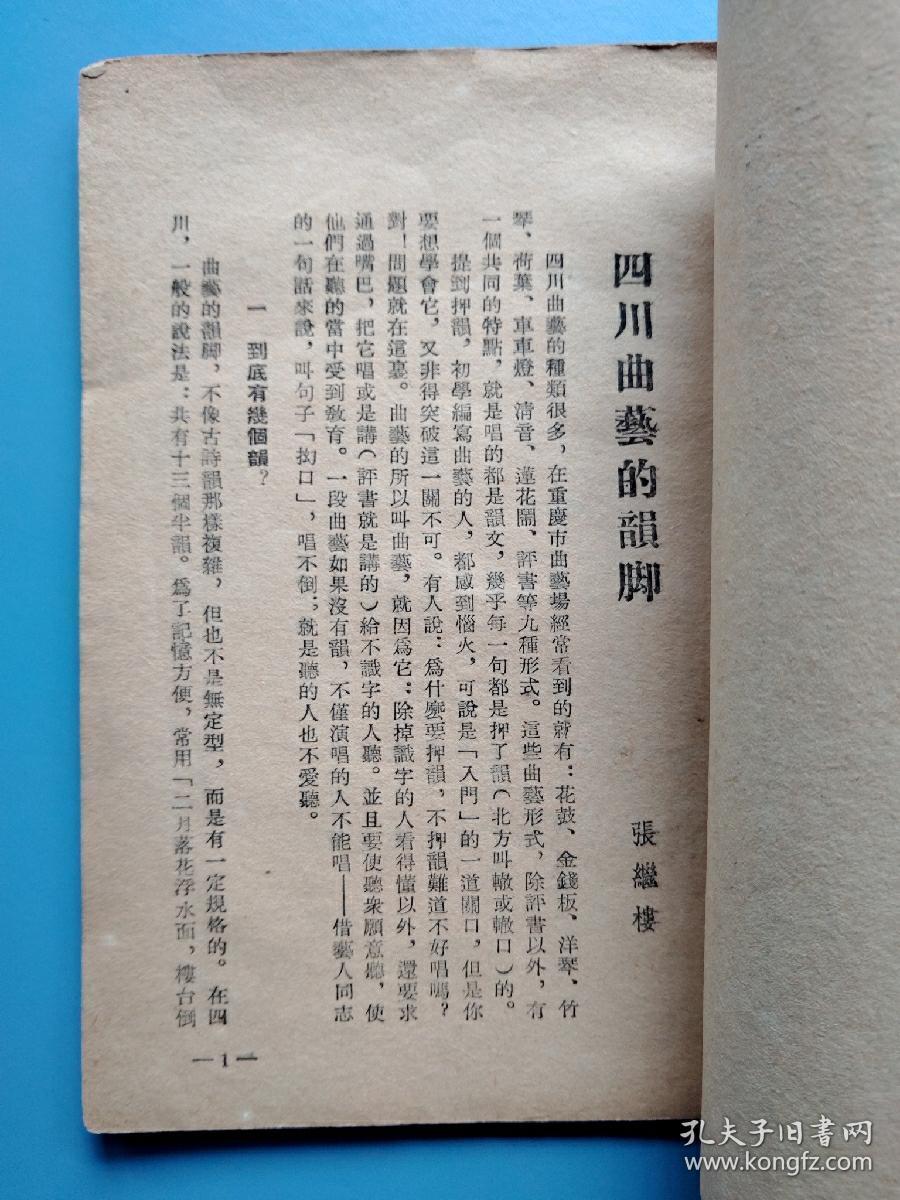 四川曲藝的韻脚
張繼樓
四川曲藝的種類很多，在重慶市曲藝場經常看到的就有：花鼓、金錢板、洋琴、竹
琴、荷葉、車車燈、清音、蓮花鬧、評書等九種形式。這些曲藝形式，除評書以外，有
一個共同的特點，就是唱的都是韻文，幾乎每一句都是押了韻（北方叫轍或轍口）的。
提到押韻，初學編寫曲藝的人，都感到惱火，可說是「入門」的一道關口，但是你
要想學會它，又非得突破這一關不可。有人說：爲什麽要押韻，不押韻難道不好唱嗎？
對！問題就在這裏。曲藝的所以叫曲藝，就因爲它：除掉識字的人看得懂以外，還要求
通過嘴巴，把它唱或是講（評書就是講的）給不識字的人聽。並且要使聽衆願意聽，使
他們在聽的當中受到敎育。一段曲藝如果沒有韻，不僅演唱的人不能唱——借藝人同志
的一句話來說，叫句子「拗口」，唱不倒；就是聽的人也不愛聽。
一　到底有幾個韻？
曲藝的韻脚，不像古詩韻那樣複雜，但也不是無定型，而是有一定規格的。在四
川，一般的說法是：共有十三個半韻。爲了記憶方便，常用「二月落花浮水面，樓台倒
—1—
孔夫子旧书网
www.kongfz.com